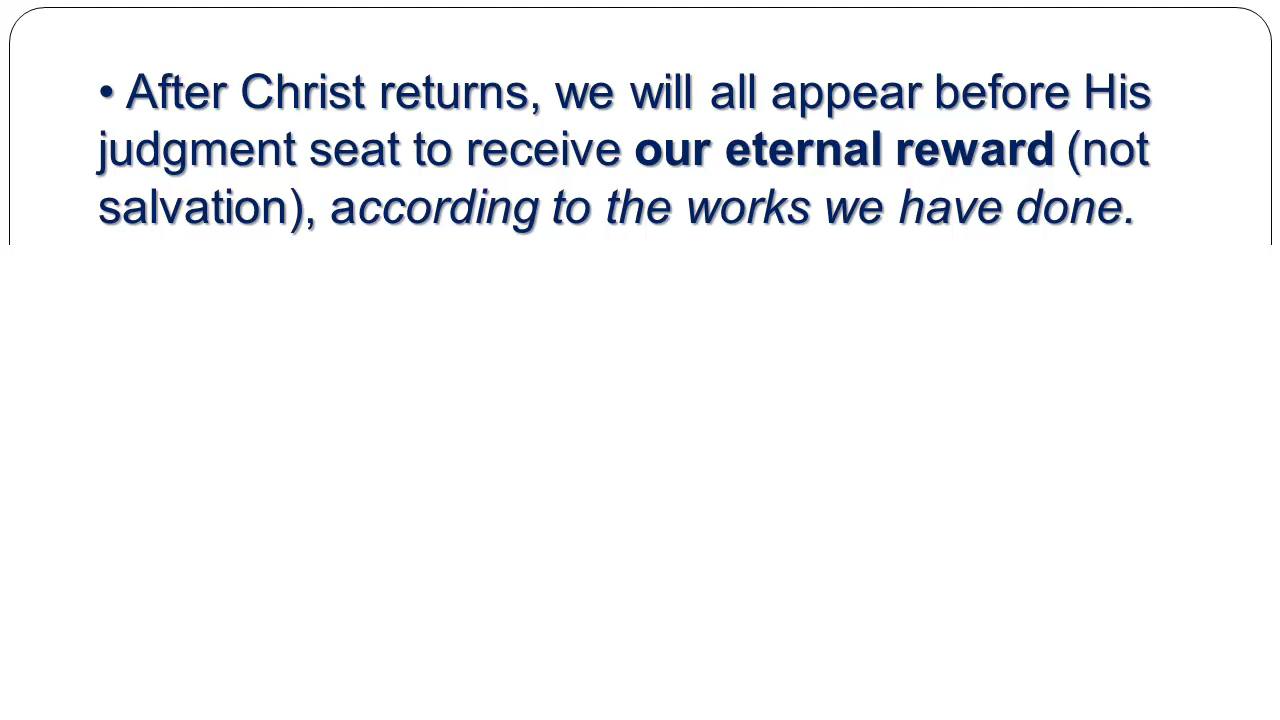 • After Christ returns, we will all appear before His
judgment seat to receive our eternal reward (not
salvation), according to the works we have done.